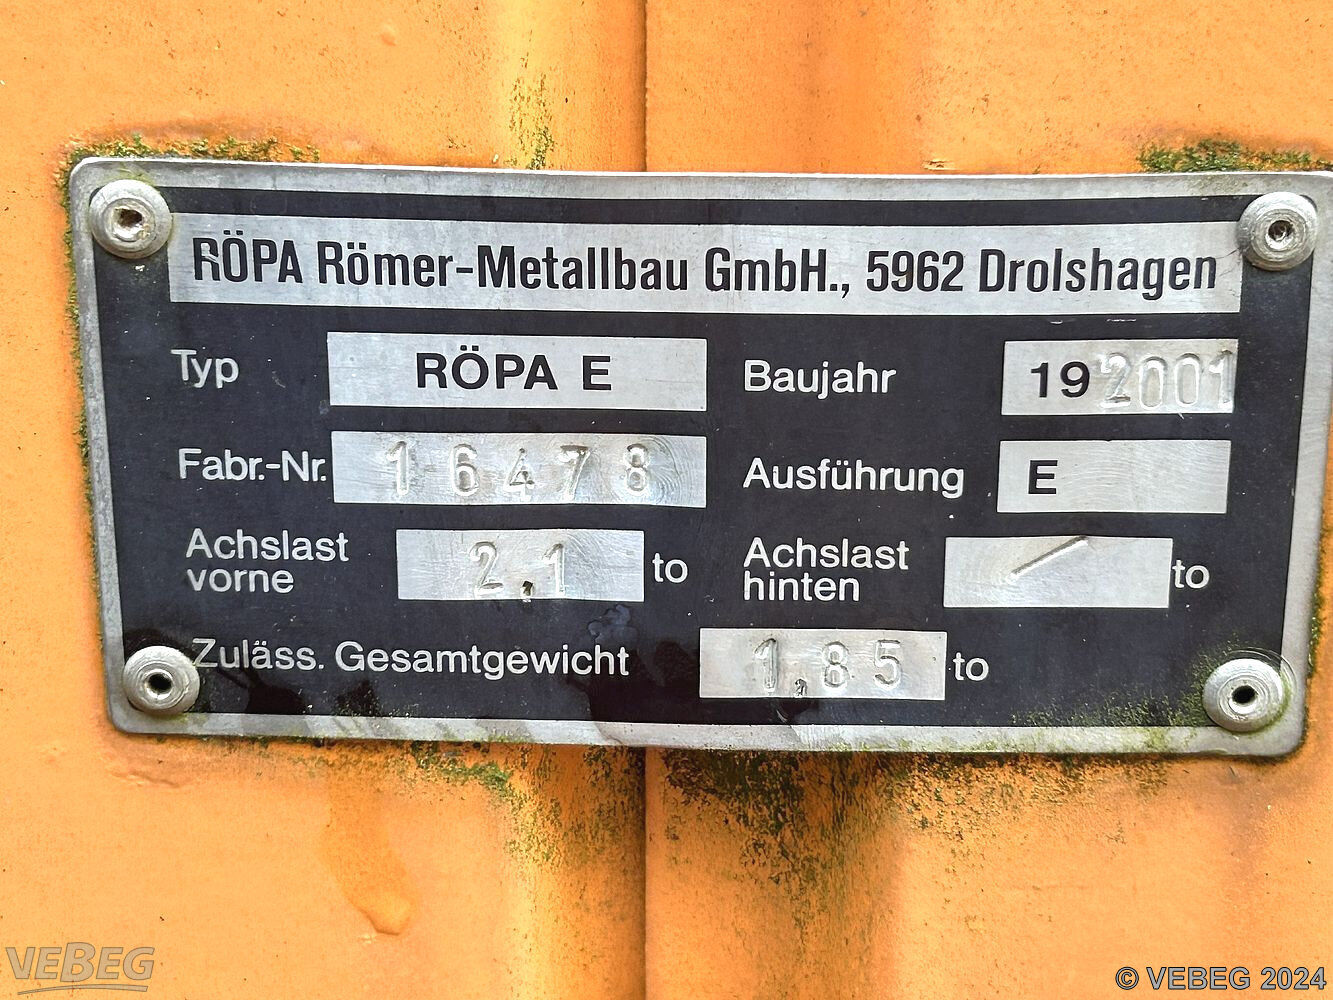 RÖPA Römer-Metallbau GmbH., 5962 Drolshagen
Typ RÖPA E Baujahr 19 2001
Fabr.-Nr. 16478 Ausführung E
Achslast vorne 2,1 to Achslast hinten / to
Zuläss. Gesamtgewicht 1,85 to
VEBEG
© VEBEG 2024